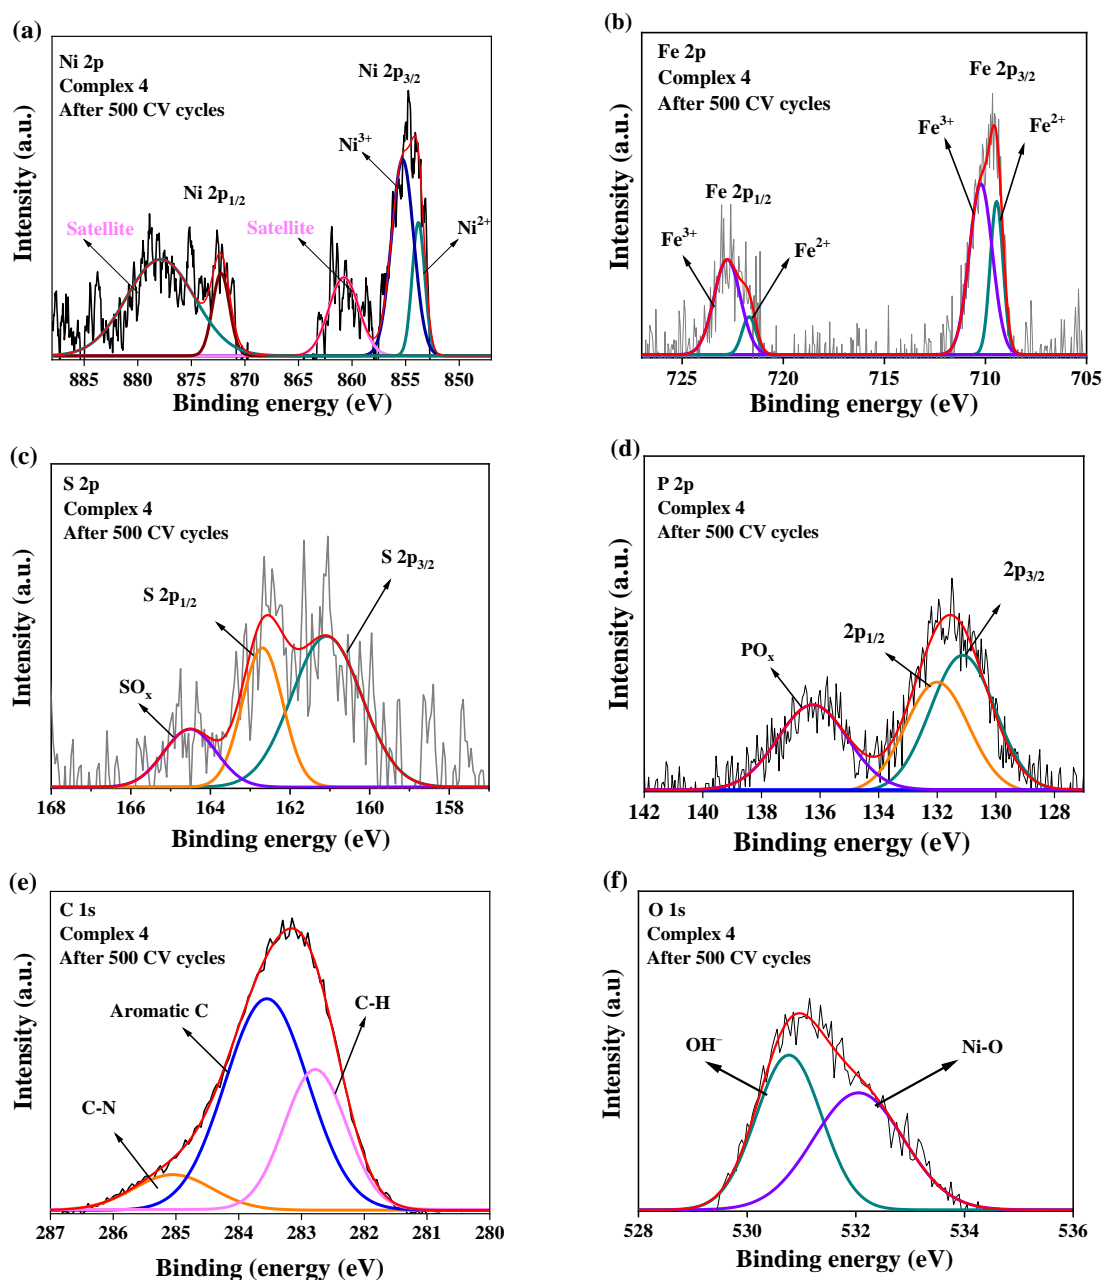 (a)
Ni 2p
Complex 4
After 500 CV cycles
Ni 2p3/2
Ni3+
Ni 2p1/2
Satellite
Satellite
Ni2+
Intensity (a.u.)
885 880 875 870 865 860 855 850
Binding energy (eV)
(b)
Fe 2p
Complex 4
After 500 CV cycles
Fe 2p3/2
Fe3+
Fe2+
Fe 2p1/2
Fe3+
Fe2+
Intensity (a.u.)
725 720 715 710 705
Binding energy (eV)
(c)
S 2p
Complex 4
After 500 CV cycles
S 2p3/2
S 2p1/2
SOx
Intensity (a.u.)
168 166 164 162 160 158
Binding energy (eV)
(d)
P 2p
Complex 4
After 500 CV cycles
2p3/2
2p1/2
POx
Intensity (a.u.)
142 140 138 136 134 132 130 128
Binding energy (eV)
(e)
C 1s
Complex 4
After 500 CV cycles
Aromatic C
C-H
C-N
Intensity (a.u.)
287 286 285 284 283 282 281 280
Binding (energy (eV)
(f)
O 1s
Complex 4
After 500 CV cycles
OH−
Ni-O
Intensity (a.u)
528 530 532 534 536
Binding energy (eV)